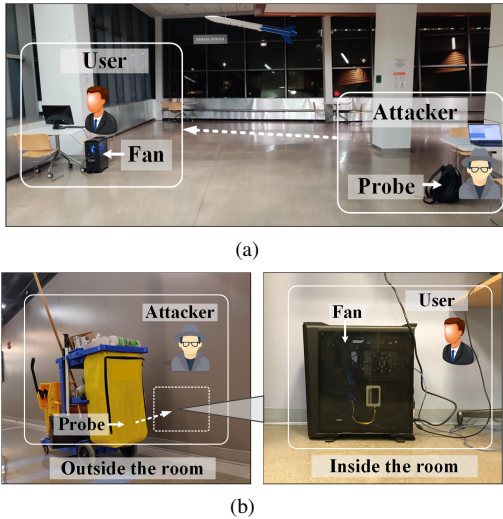 User
Attacker
Fan
Probe
(a)
Attacker
Probe
Outside the room
User
Fan
Inside the room
(b)